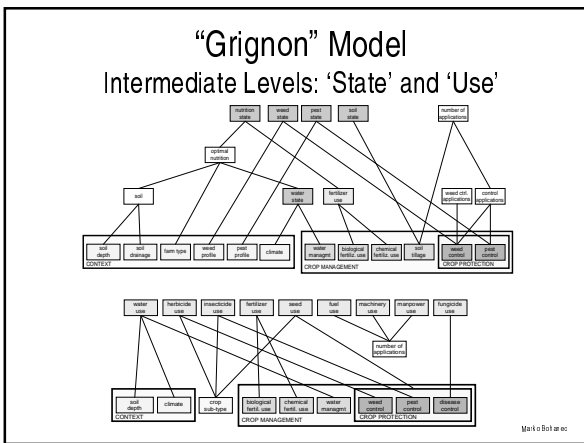 “Grignon” Model
Intermediate Levels: ‘State’ and ‘Use’
nutrition state
weed state
pest state
soil state
number of applications
optimal nutrition
soil
water state
fertilizer use
weed ctrl. applications
control applications
soil depth
soil drainage
farm type
weed profile
pest profile
climate
CONTEXT
water managmt
biological fertiliz. use
chemical fertiliz. use
soil tillage
weed control
pest control
CROP MANAGEMENT
CROP PROTECTION
water use
herbicide use
insecticide use
fertilizer use
seed use
fuel use
machinery use
manpower use
fungicide use
number of applications
soil depth
climate
CONTEXT
crop sub-type
biological fertil. use
chemical fertil. use
water managmt
weed control
pest control
disease control
CROP MANAGEMENT
CROP PROTECTION
Marko Bohanec